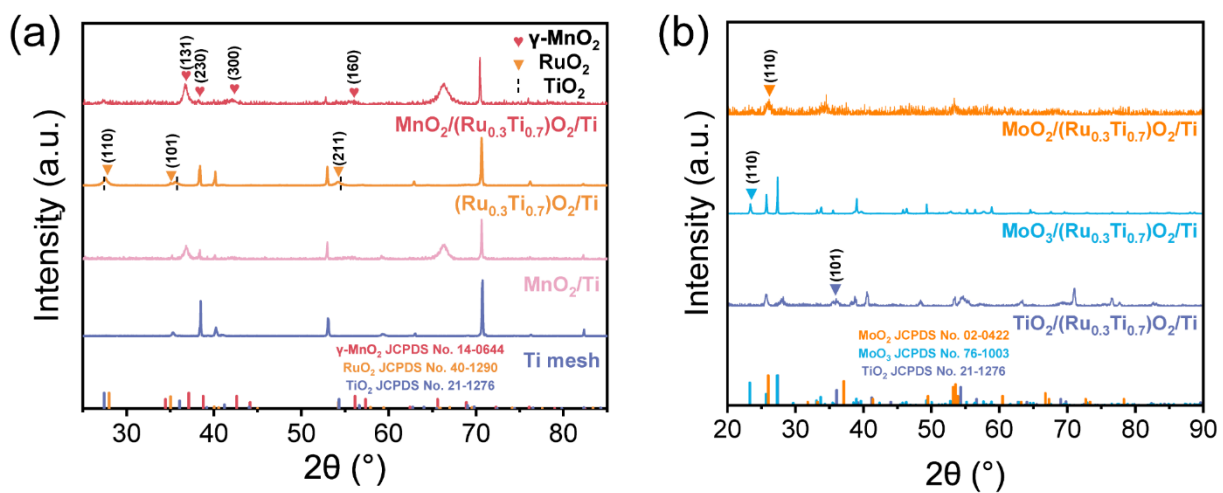 (a)
Intensity (a.u.)
♥ γ-MnO₂
▼ RuO₂
¦ TiO₂
(131)
(230)
(300)
(160)
MnO₂/(Ru₀.₃Ti₀.₇)O₂/Ti
(110)
(101)
(211)
(Ru₀.₃Ti₀.₇)O₂/Ti
MnO₂/Ti
Ti mesh
γ-MnO₂ JCPDS No. 14-0644
RuO₂ JCPDS No. 40-1290
TiO₂ JCPDS No. 21-1276
30 40 50 60 70 80
2θ (°)
(b)
Intensity (a.u.)
(110)
MoO₂/(Ru₀.₃Ti₀.₇)O₂/Ti
(110)
MoO₃/(Ru₀.₃Ti₀.₇)O₂/Ti
(101)
TiO₂/(Ru₀.₃Ti₀.₇)O₂/Ti
MoO₂ JCPDS No. 02-0422
MoO₃ JCPDS No. 76-1003
TiO₂ JCPDS No. 21-1276
20 30 40 50 60 70 80 90
2θ (°)